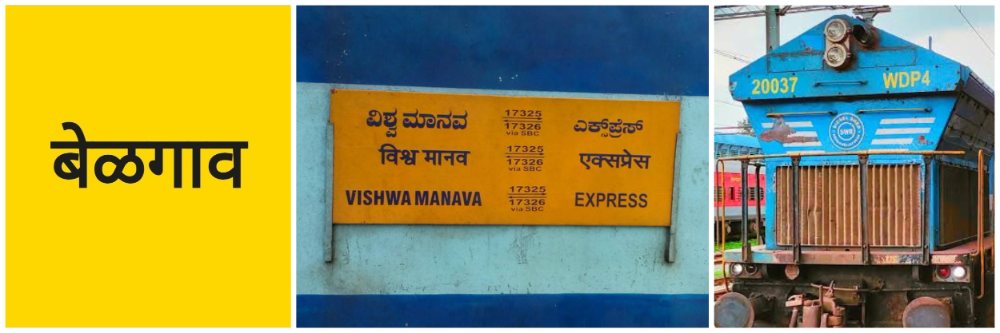 बेळगाव
ವಿಶ್ವ ಮಾನವ 17325 17326 via SBC ಎಕ್ಸ್‌ಪ್ರೆಸ್
विश्व मानव 17325 17326 via SBC एक्सप्रेस
VISHWA MANAVA 17325 17326 via SBC EXPRESS
20037 WDP4
SWR